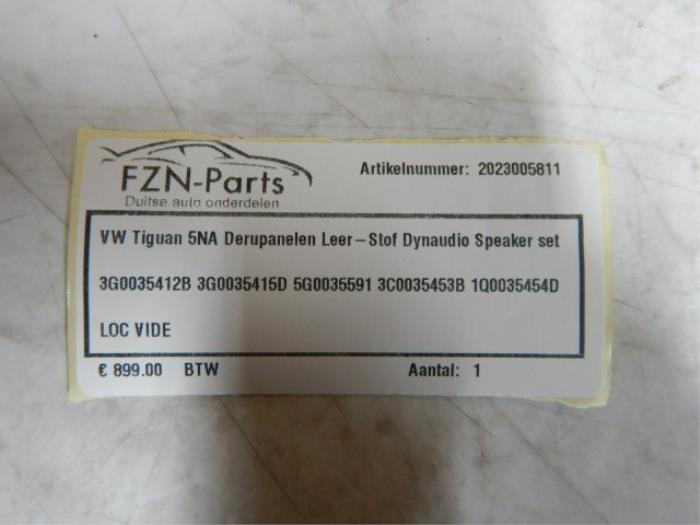 FZN-Parts
Duitse auto onderdelen
Artikelnummer: 2023005811
VW Tiguan 5NA Derupanelen Leer-Stof Dynaudio Speaker set
3G0035412B 3G0035415D 5G0035591 3C0035453B 1Q0035454D
LOC VIDE
€ 899.00 BTW Aantal: 1